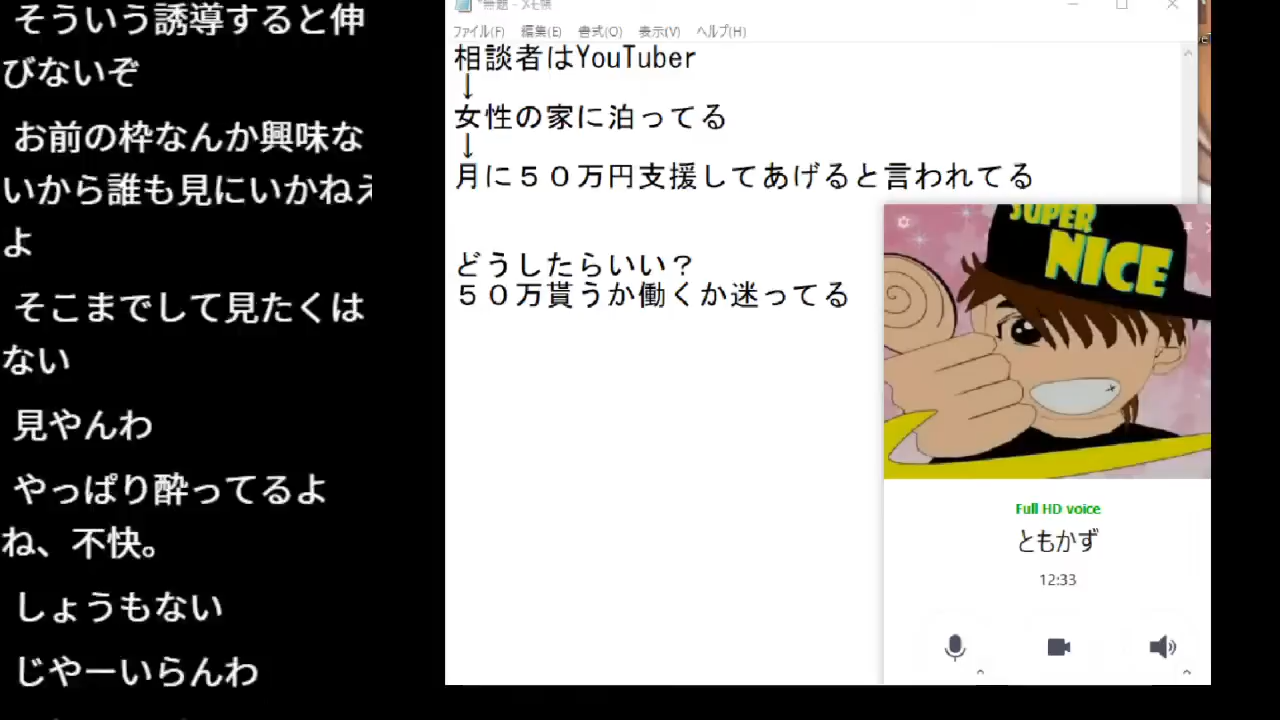 そういう誘導すると伸
びないぞ
お前の枠なんか興味な
いから誰も見にいかねえ
よ
そこまでして見たくは
ない
見やんわ
やっぱり酔ってるよ
ね、不快。
しょうもない
じやーいらんわ
*無題 - メモ帳
ファイル(F) 編集(E) 書式(O) 表示(V) ヘルプ(H)
相談者はYouTuber
↓
女性の家に泊ってる
↓
月に５０万円支援してあげると言われてる
どうしたらいい？
５０万貰うか働くか迷ってる
SUPER
NICE
Full HD voice
ともかず
12:33